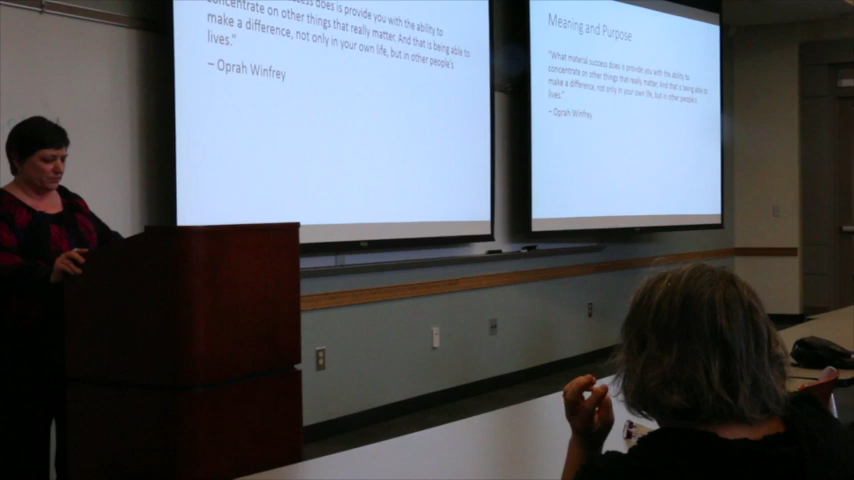 concentrate on other things that really matter. And that is being able to
make a difference, not only in your own life, but in other people's
lives."
– Oprah Winfrey
Meaning and Purpose
"What material success does is provide you with the ability to
concentrate on other things that really matter. And that is being able to
make a difference, not only in your own life, but in other people's
lives."
– Oprah Winfrey